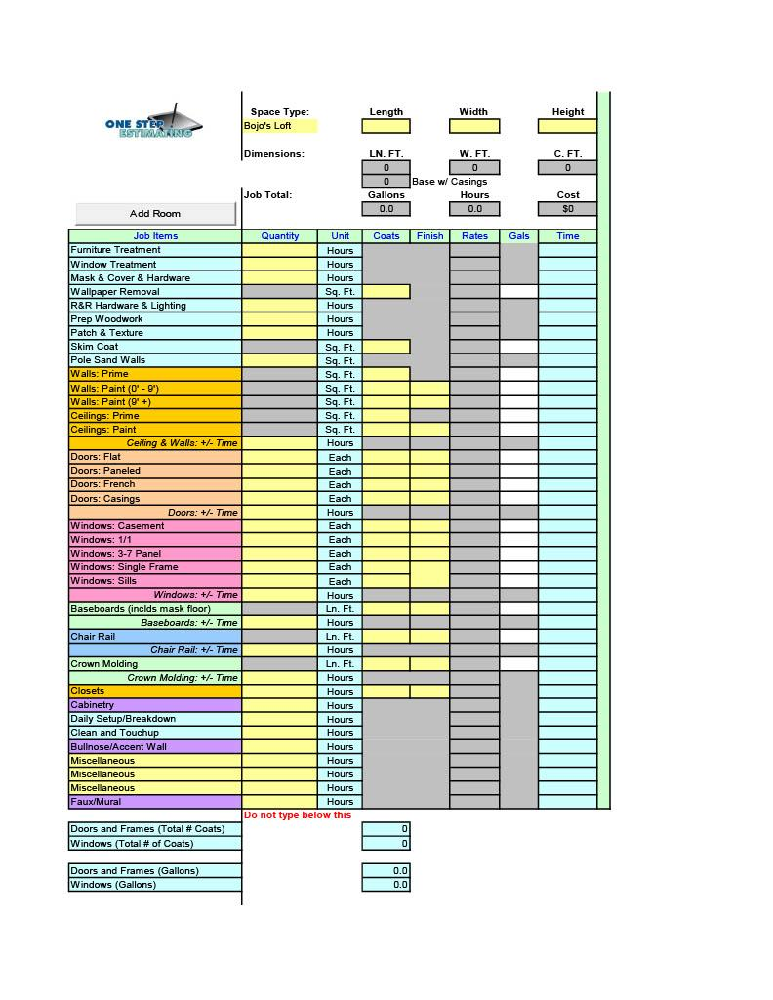 ONE STEP
ESTIMATING
Space Type: Length Width Height
Bojo's Loft
Dimensions: LN. FT. W. FT. C. FT.
0 0 0
0 Base w/ Casings
Job Total: Gallons Hours Cost
Add Room 0.0 0.0 $0
Job Items Quantity Unit Coats Finish Rates Gals Time
Furniture Treatment Hours
Window Treatment Hours
Mask & Cover & Hardware Hours
Wallpaper Removal Sq. Ft.
R&R Hardware & Lighting Hours
Prep Woodwork Hours
Patch & Texture Hours
Skim Coat Sq. Ft.
Pole Sand Walls Sq. Ft.
Walls: Prime Sq. Ft.
Walls: Paint (0' - 9') Sq. Ft.
Walls: Paint (9' +) Sq. Ft.
Ceilings: Prime Sq. Ft.
Ceilings: Paint Sq. Ft.
Ceiling & Walls: +/- Time Hours
Doors: Flat Each
Doors: Paneled Each
Doors: French Each
Doors: Casings Each
Doors: +/- Time Hours
Windows: Casement Each
Windows: 1/1 Each
Windows: 3-7 Panel Each
Windows: Single Frame Each
Windows: Sills Each
Windows: +/- Time Hours
Baseboards (inclds mask floor) Ln. Ft.
Baseboards: +/- Time Hours
Chair Rail Ln. Ft.
Chair Rail: +/- Time Hours
Crown Molding Ln. Ft.
Crown Molding: +/- Time Hours
Closets Hours
Cabinetry Hours
Daily Setup/Breakdown Hours
Clean and Touchup Hours
Bullnose/Accent Wall Hours
Miscellaneous Hours
Miscellaneous Hours
Miscellaneous Hours
Faux/Mural Hours
Do not type below this
Doors and Frames (Total # Coats) 0
Windows (Total # of Coats) 0
Doors and Frames (Gallons) 0.0
Windows (Gallons) 0.0